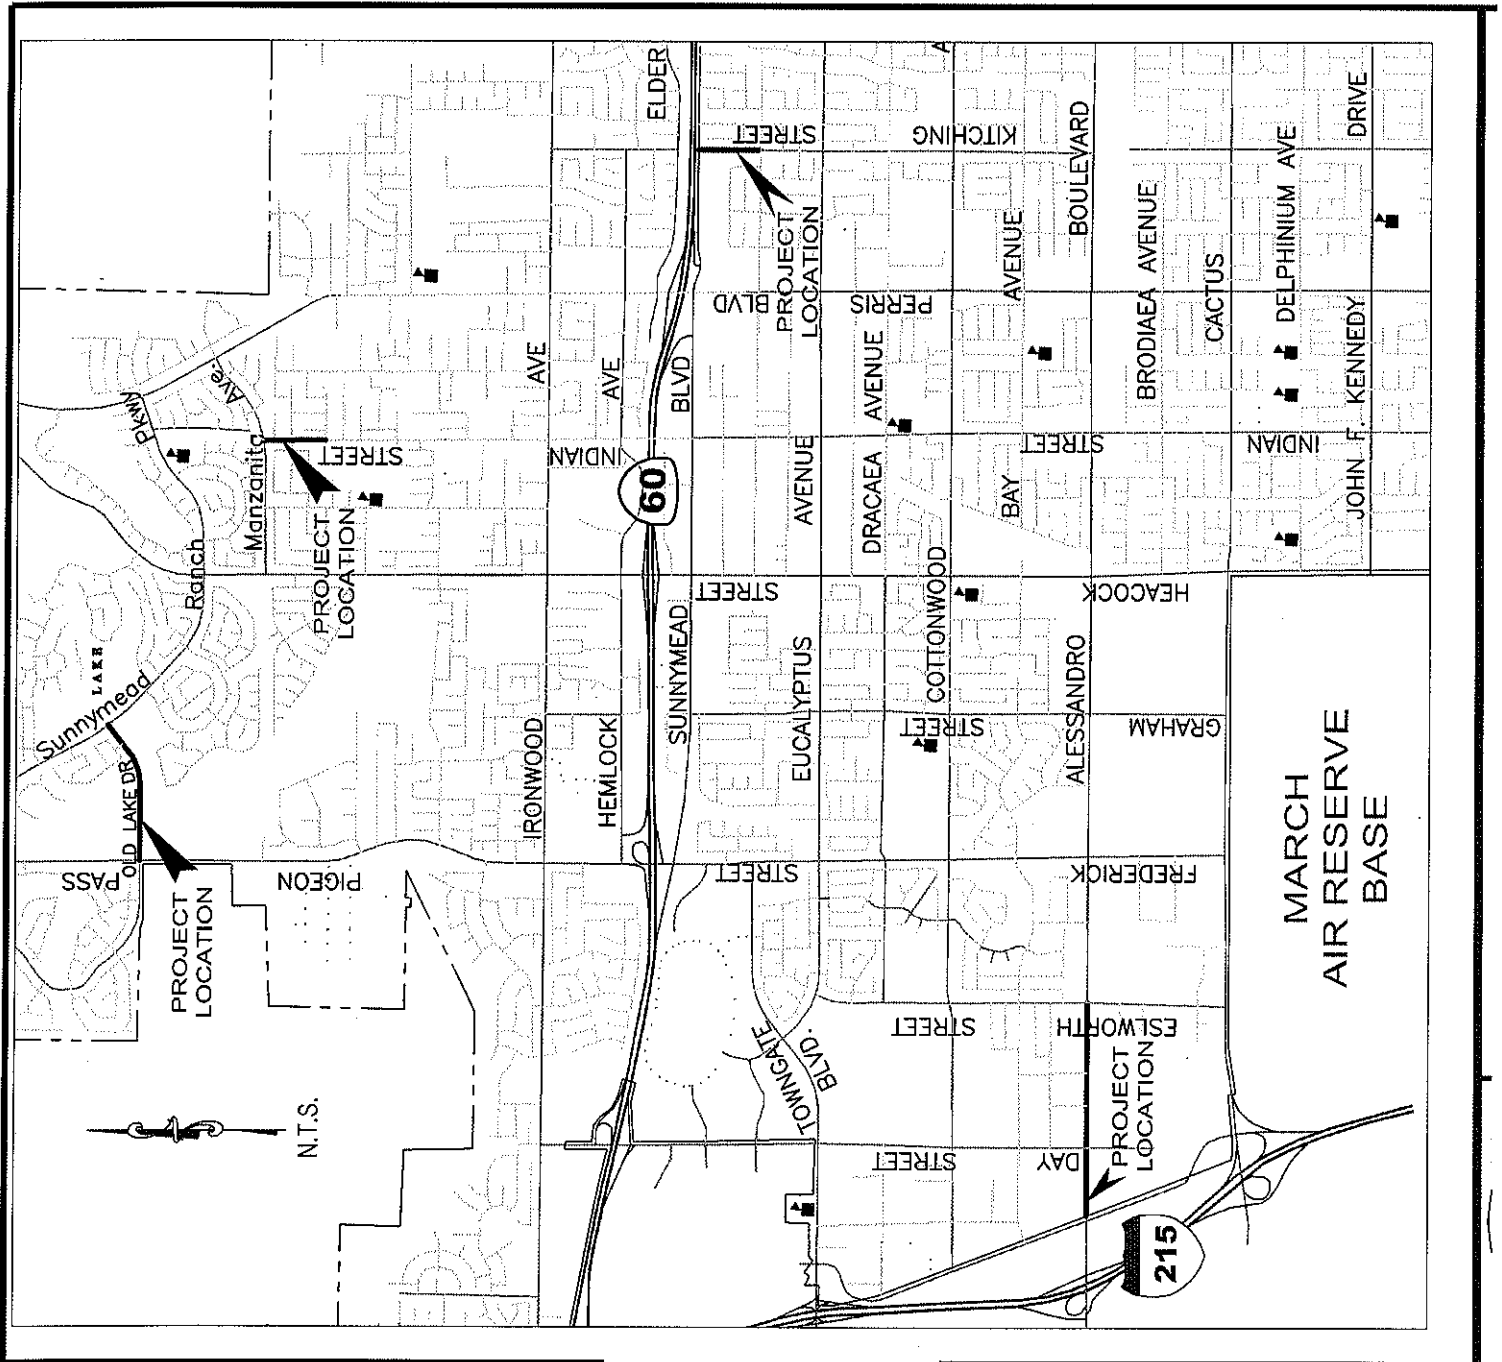 Sunnymead
Ranch
Pkwy
LAKE
OLD LAKE DR.
PASS
PIGEON
PROJECT
LOCATION
Manzanita
Ave.
STREET
INDIAN
PROJECT
LOCATION
N.T.S.
IRONWOOD
AVE
HEMLOCK
AVE
ELDER
60
SUNNYMEAD
BLVD
STREET
KITCHING
PROJECT
LOCATION
BLVD
PERRIS
STREET
HEACOCK
STREET
GRAHAM
STREET
FREDERICK
EUCALYPTUS
AVENUE
TOWNGATE
BLVD.
DRACAEA
AVENUE
COTTONWOOD
A
BAY
AVENUE
STREET
INDIAN
ALESSANDRO
BOULEVARD
BRODIAEA AVENUE
CACTUS
DELPHINIUM AVE
JOHN F. KENNEDY
DRIVE
STREET
ESLWORTH
STREET
DAY
PROJECT
LOCATION
215
MARCH
AIR RESERVE
BASE